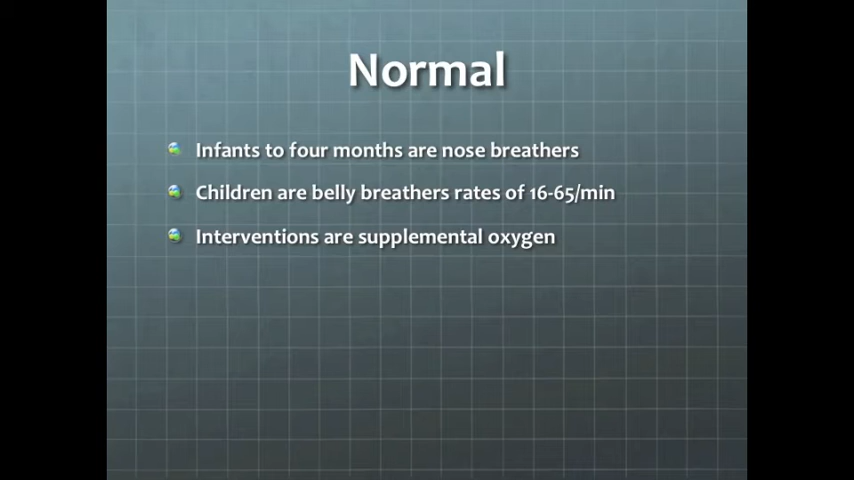 Normal
Infants to four months are nose breathers
Children are belly breathers rates of 16-65/min
Interventions are supplemental oxygen